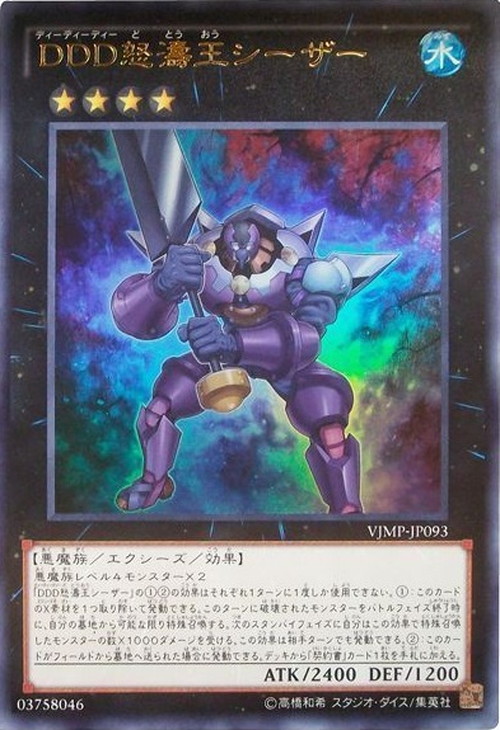 ディーティーディー ど とう おう
DDD怒濤王シーザー
水
VJMP-JP093
【悪魔族/エクシーズ/効果】
悪魔族レベル4モンスター×2
「DDD怒濤王シーザー」の①②の効果はそれぞれ1ターンに1度しか使用できない。①:このカード
のX素材を1つ取り除いて発動できる。このターンに破壊されたモンスターをバトルフェイズ終了時
に、自分の墓地から可能な限り特殊召喚する。次のスタンバイフェイズに自分はこの効果で特殊召喚
したモンスターの数×1000ダメージを受ける。この効果は相手ターンでも発動できる。②:このカー
ドがフィールドから墓地へ送られた場合に発動できる。デッキから「契約書」カード1枚を手札に加える。
ATK/2400 DEF/1200
03758046
©高橋和希 スタジオ・ダイス/集英社